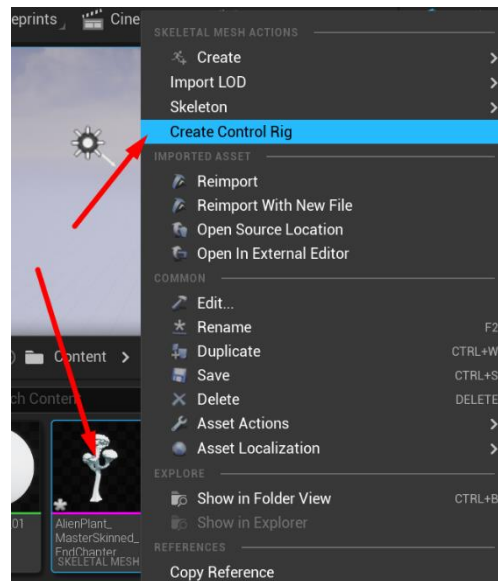 eprints
Cine
SKELETAL MESH ACTIONS
Create
Import LOD
Skeleton
Create Control Rig
IMPORTED ASSET
Reimport
Reimport With New File
Open Source Location
Open In External Editor
COMMON
Edit...
Rename F2
Duplicate CTRL+W
Save CTRL+S
Delete DELETE
Asset Actions
Asset Localization
EXPLORE
Show in Folder View CTRL+B
Show in Explorer
REFERENCES
Copy Reference
Content
ch Content
01
AlienPlant_
MasterSkinned_
EndChapter
SKELETAL MESH